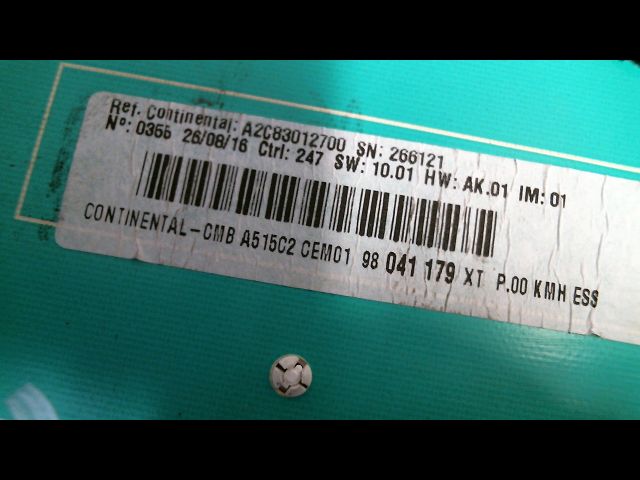 Ref. Continental: A2C83012700 SN: 266121
Nº: 0355 26/08/16 Ctrl: 247 SW: 10.01 HW: AK.01 IM: 01
CONTINENTAL-CMB A515C2 CEM01 98 041 179 XT P.00 KMH ESS